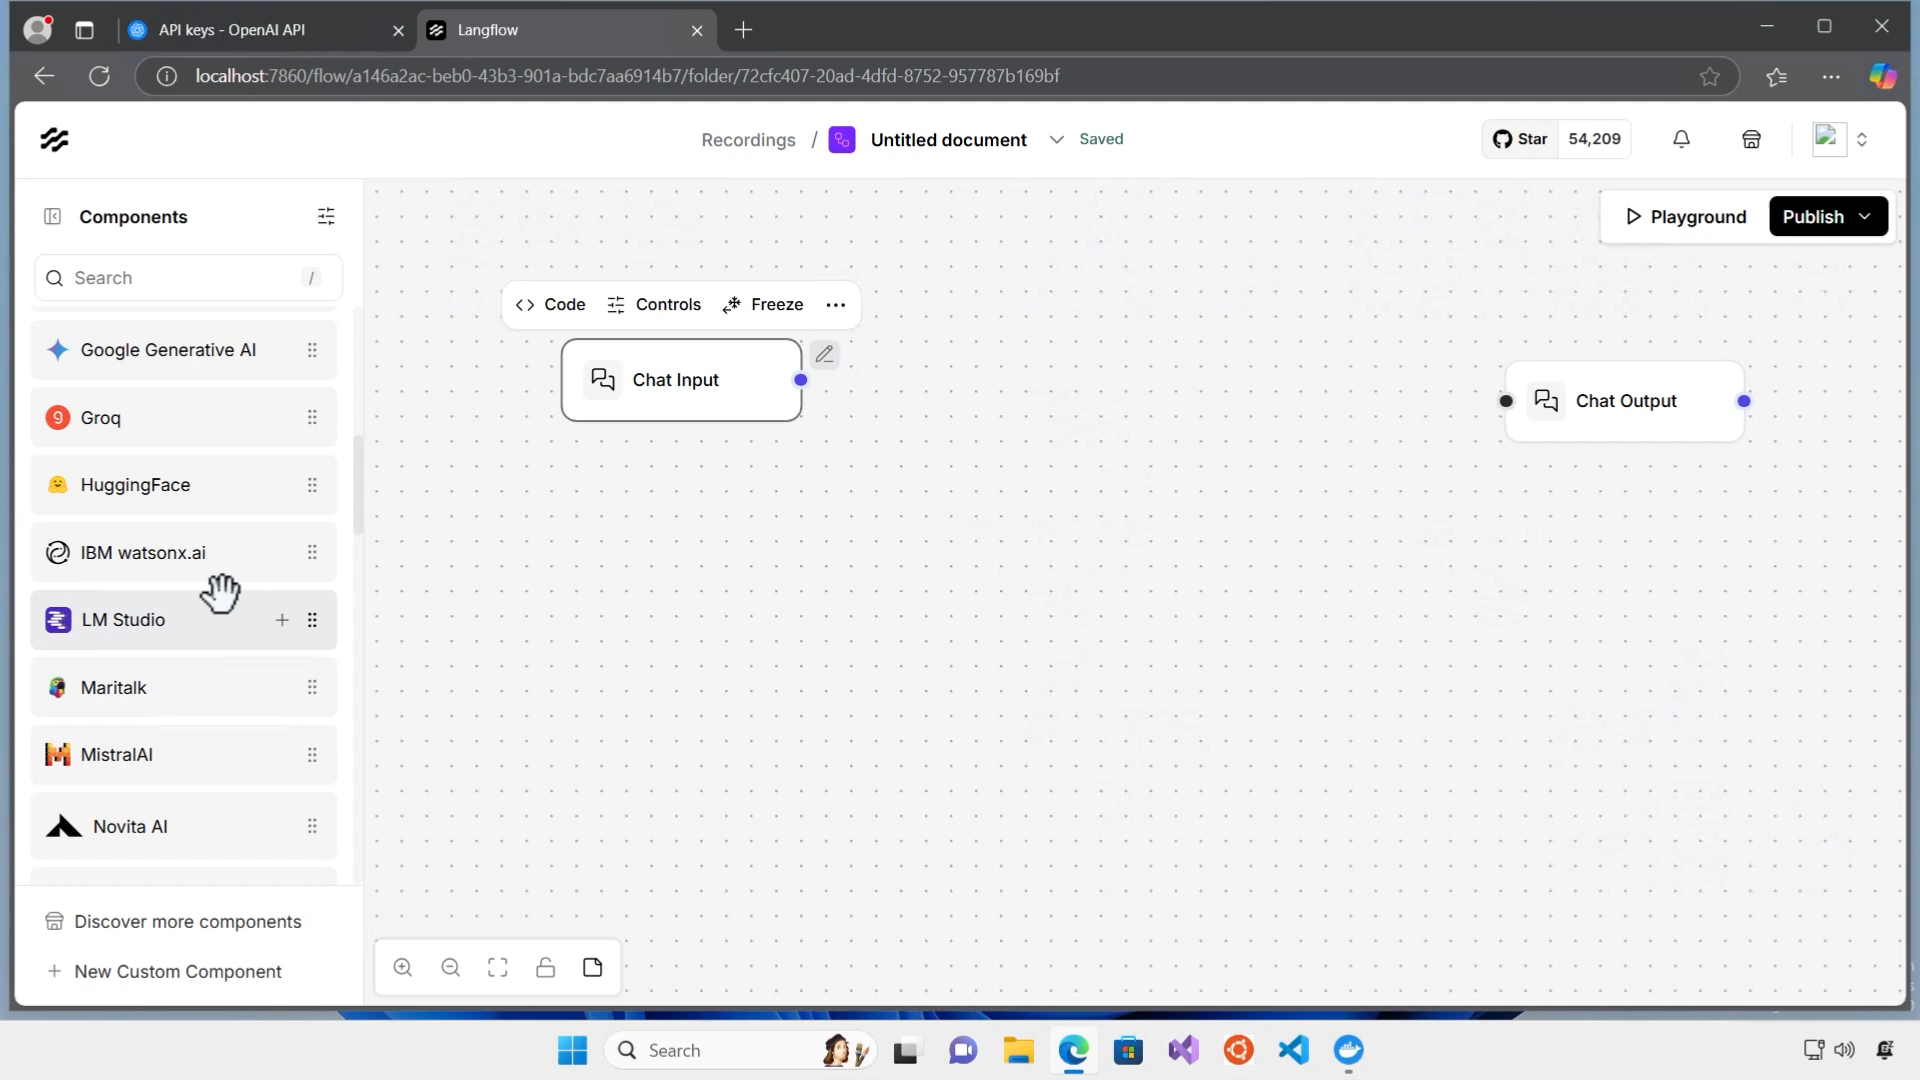 API keys - OpenAI API
Langflow
localhost:7860/flow/a146a2ac-beb0-43b3-901a-bdc7aa6914b7/folder/72cfc407-20ad-4dfd-8752-957787b169bf
Recordings / Untitled document Saved
Star 54,209
Components
Playground Publish
Search /
Code Controls Freeze
Google Generative AI
Chat Input
Chat Output
Groq
HuggingFace
IBM watsonx.ai
LM Studio
Maritalk
MistralAI
Novita AI
Discover more components
New Custom Component
Search